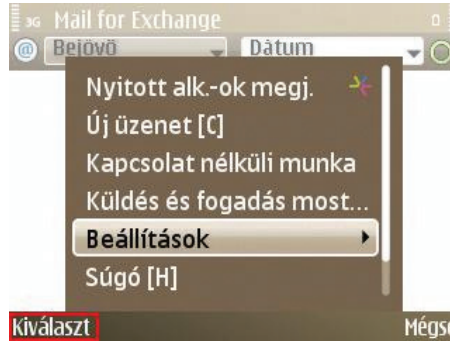 3G Mail for Exchange
Bejövő Dátum
Nyitott alk.-ok megj.
Új üzenet [C]
Kapcsolat nélküli munka
Küldés és fogadás most...
Beállítások
Súgó [H]
Kiválaszt Mégse